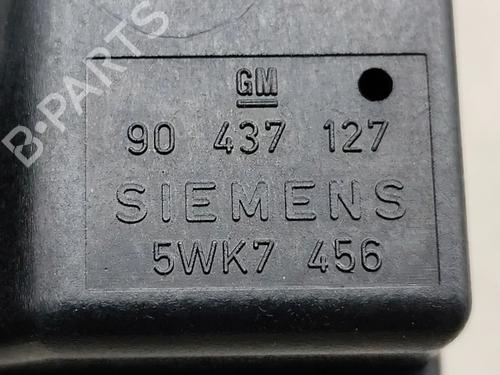 B-PARTS
GM
90 437 127
SIEMENS
5WK7 456